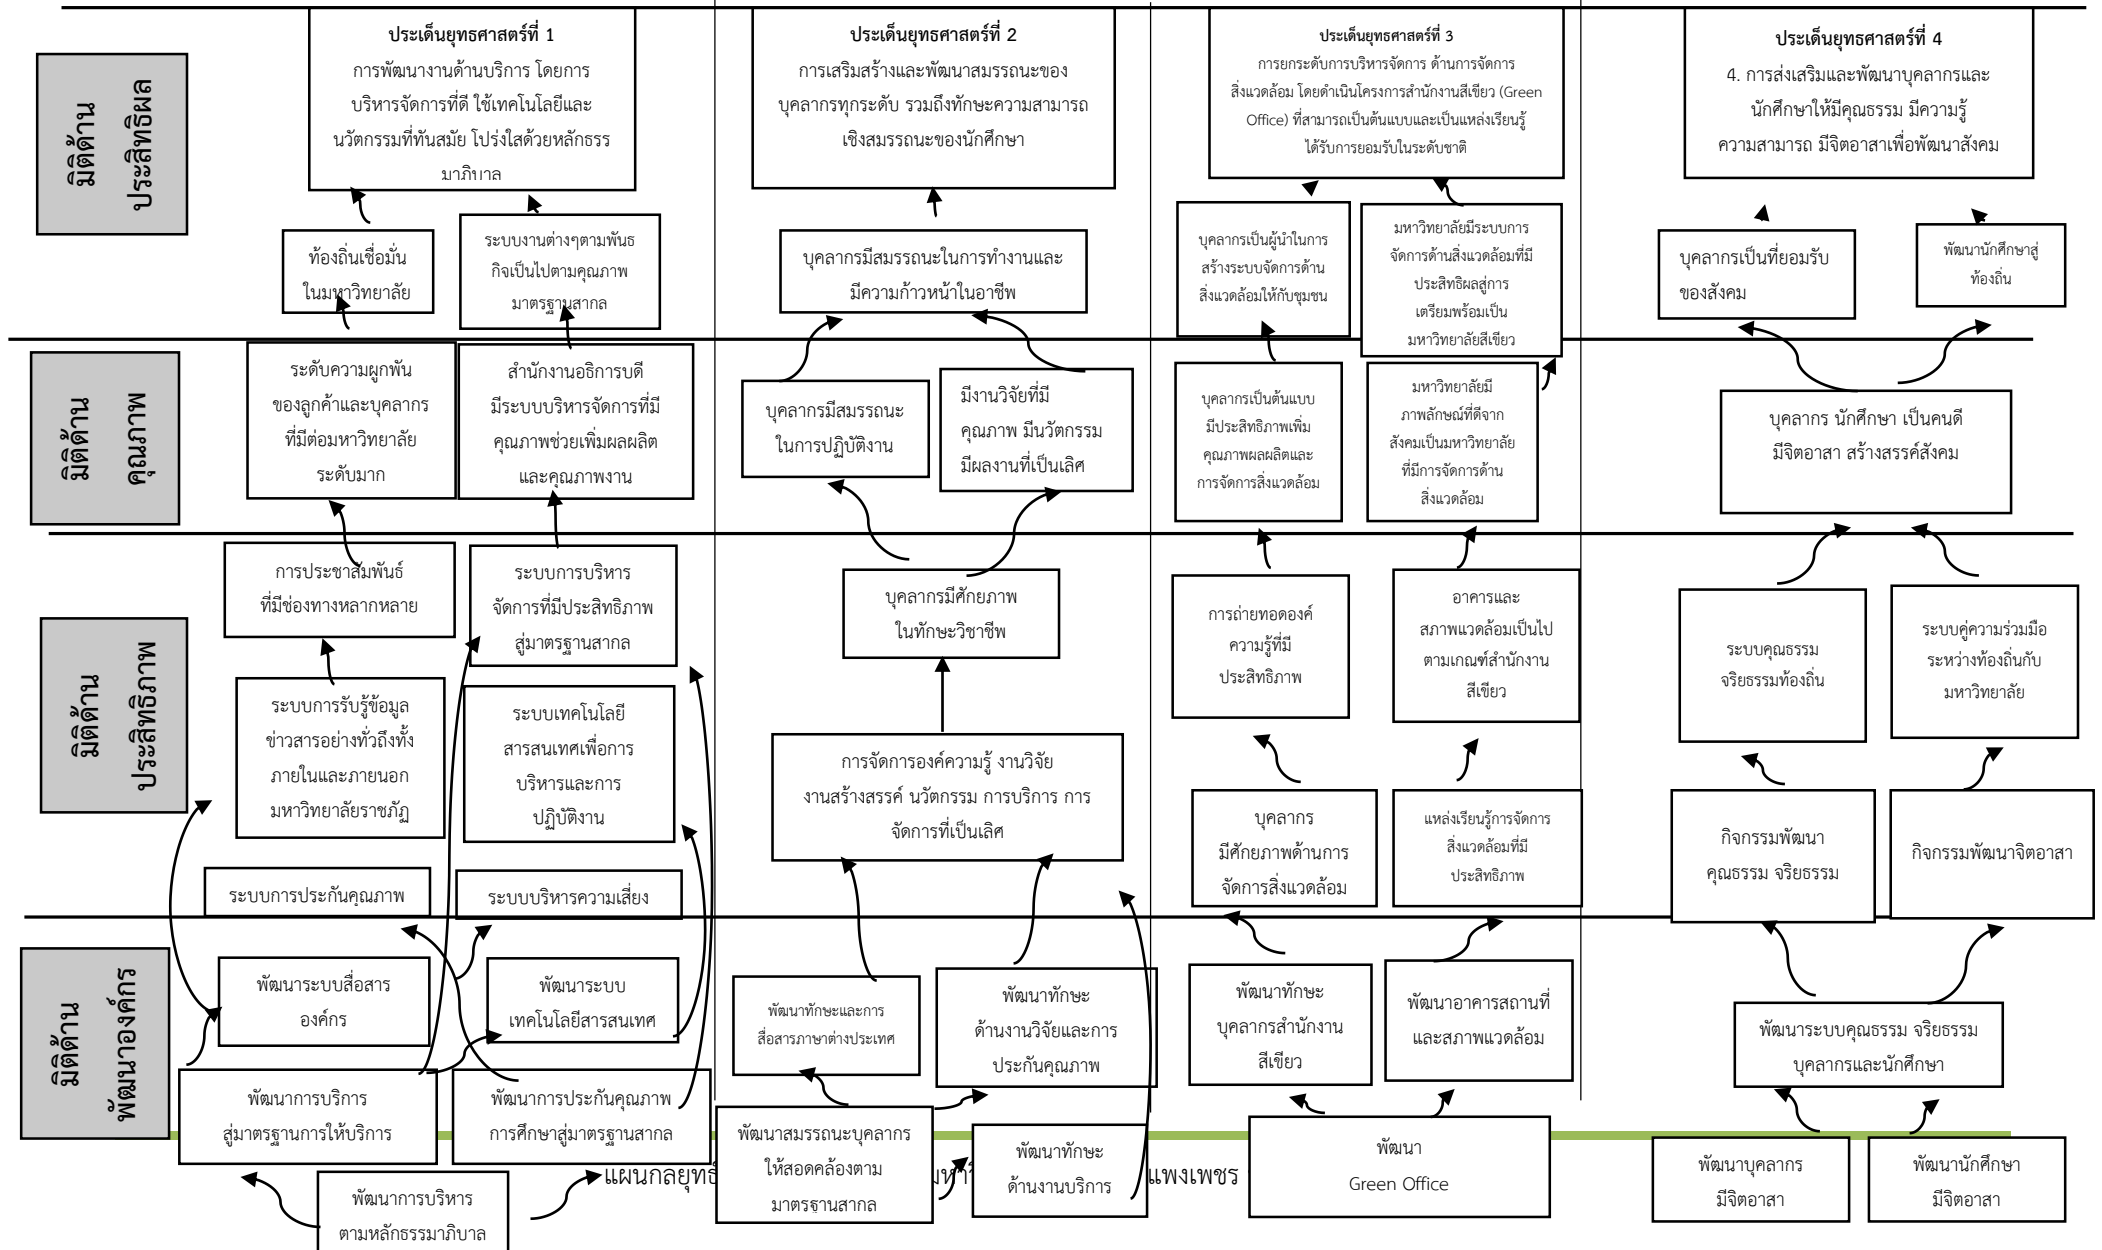 ประเด็นยุทธศาสตร์ที่ 1
การพัฒนางานด้านบริการ โดยการ
บริหารจัดการที่ดี ใช้เทคโนโลยีและ
นวัตกรรมที่ทันสมัย โปร่งใสด้วยหลักธรร
มาภิบาล
ประเด็นยุทธศาสตร์ที่ 2
การเสริมสร้างและพัฒนาสมรรถนะของ
บุคลากรทุกระดับ รวมถึงทักษะความสามารถ
เชิงสมรรถนะของนักศึกษา
ประเด็นยุทธศาสตร์ที่ 3
การยกระดับการบริหารจัดการ ด้านการจัดการ
สิ่งแวดล้อม โดยดำเนินโครงการสำนักงานสีเขียว (Green
Office) ที่สามารถเป็นต้นแบบและเป็นแหล่งเรียนรู้
ได้รับการยอมรับในระดับชาติ
ประเด็นยุทธศาสตร์ที่ 4
4. การส่งเสริมและพัฒนาบุคลากรและ
นักศึกษาให้มีคุณธรรม มีความรู้
ความสามารถ มีจิตอาสาเพื่อพัฒนาสังคม
มิติด้าน
ประสิทธิผล
ท้องถิ่นเชื่อมั่น
ในมหาวิทยาลัย
ระบบงานต่างๆตามพันธ
กิจเป็นไปตามคุณภาพ
มาตรฐานสากล
บุคลากรมีสมรรถนะในการทำงานและ
มีความก้าวหน้าในอาชีพ
บุคลากรเป็นผู้นำในการ
สร้างระบบจัดการด้าน
สิ่งแวดล้อมให้กับชุมชน
มหาวิทยาลัยมีระบบการ
จัดการด้านสิ่งแวดล้อมที่มี
ประสิทธิผลสู่การ
เตรียมพร้อมเป็น
มหาวิทยาลัยสีเขียว
บุคลากรเป็นที่ยอมรับ
ของสังคม
พัฒนานักศึกษาสู่
ท้องถิ่น
มิติด้าน
คุณภาพ
ระดับความผูกพัน
ของลูกค้าและบุคลากร
ที่มีต่อมหาวิทยาลัย
ระดับมาก
สำนักงานอธิการบดี
มีระบบบริหารจัดการที่มี
คุณภาพช่วยเพิ่มผลผลิต
และคุณภาพงาน
บุคลากรมีสมรรถนะ
ในการปฏิบัติงาน
มีงานวิจัยที่มี
คุณภาพ มีนวัตกรรม
มีผลงานที่เป็นเลิศ
บุคลากรเป็นต้นแบบ
มีประสิทธิภาพเพิ่ม
คุณภาพผลผลิตและ
การจัดการสิ่งแวดล้อม
มหาวิทยาลัยมี
ภาพลักษณ์ที่ดีจาก
สังคมเป็นมหาวิทยาลัย
ที่มีการจัดการด้าน
สิ่งแวดล้อม
บุคลากร นักศึกษา เป็นคนดี
มีจิตอาสา สร้างสรรค์สังคม
มิติด้าน
ประสิทธิภาพ
การประชาสัมพันธ์
ที่มีช่องทางหลากหลาย
ระบบการบริหาร
จัดการที่มีประสิทธิภาพ
สู่มาตรฐานสากล
บุคลากรมีศักยภาพ
ในทักษะวิชาชีพ
การถ่ายทอดองค์
ความรู้ที่มี
ประสิทธิภาพ
อาคารและ
สภาพแวดล้อมเป็นไป
ตามเกณฑ์สำนักงาน
สีเขียว
ระบบคุณธรรม
จริยธรรมท้องถิ่น
ระบบคู่ความร่วมมือ
ระหว่างท้องถิ่นกับ
มหาวิทยาลัย
ระบบการรับรู้ข้อมูล
ข่าวสารอย่างทั่วถึงทั้ง
ภายในและภายนอก
มหาวิทยาลัยราชภัฏ
ระบบเทคโนโลยี
สารสนเทศเพื่อการ
บริหารและการ
ปฏิบัติงาน
การจัดการองค์ความรู้ งานวิจัย
งานสร้างสรรค์ นวัตกรรม การบริการ การ
จัดการที่เป็นเลิศ
บุคลากร
มีศักยภาพด้านการ
จัดการสิ่งแวดล้อม
แหล่งเรียนรู้การจัดการ
สิ่งแวดล้อมที่มี
ประสิทธิภาพ
กิจกรรมพัฒนา
คุณธรรม จริยธรรม
กิจกรรมพัฒนาจิตอาสา
ระบบการประกันคุณภาพ
ระบบบริหารความเสี่ยง
มิติด้าน
พัฒนาองค์กร
พัฒนาระบบสื่อสาร
องค์กร
พัฒนาระบบ
เทคโนโลยีสารสนเทศ
พัฒนาทักษะและการ
สื่อสารภาษาต่างประเทศ
พัฒนาทักษะ
ด้านงานวิจัยและการ
ประกันคุณภาพ
พัฒนาทักษะ
บุคลากรสำนักงาน
สีเขียว
พัฒนาอาคารสถานที่
และสภาพแวดล้อม
พัฒนาระบบคุณธรรม จริยธรรม
บุคลากรและนักศึกษา
พัฒนาการบริการ
สู่มาตรฐานการให้บริการ
พัฒนาการประกันคุณภาพ
การศึกษาสู่มาตรฐานสากล
พัฒนาสมรรถนะบุคลากร
ให้สอดคล้องตาม
มาตรฐานสากล
พัฒนาทักษะ
ด้านงานบริการ
พัฒนา
Green Office
พัฒนาบุคลากร
มีจิตอาสา
พัฒนานักศึกษา
มีจิตอาสา
พัฒนาการบริหาร
ตามหลักธรรมาภิบาล
แผนกลยุทธ แพงเพชร